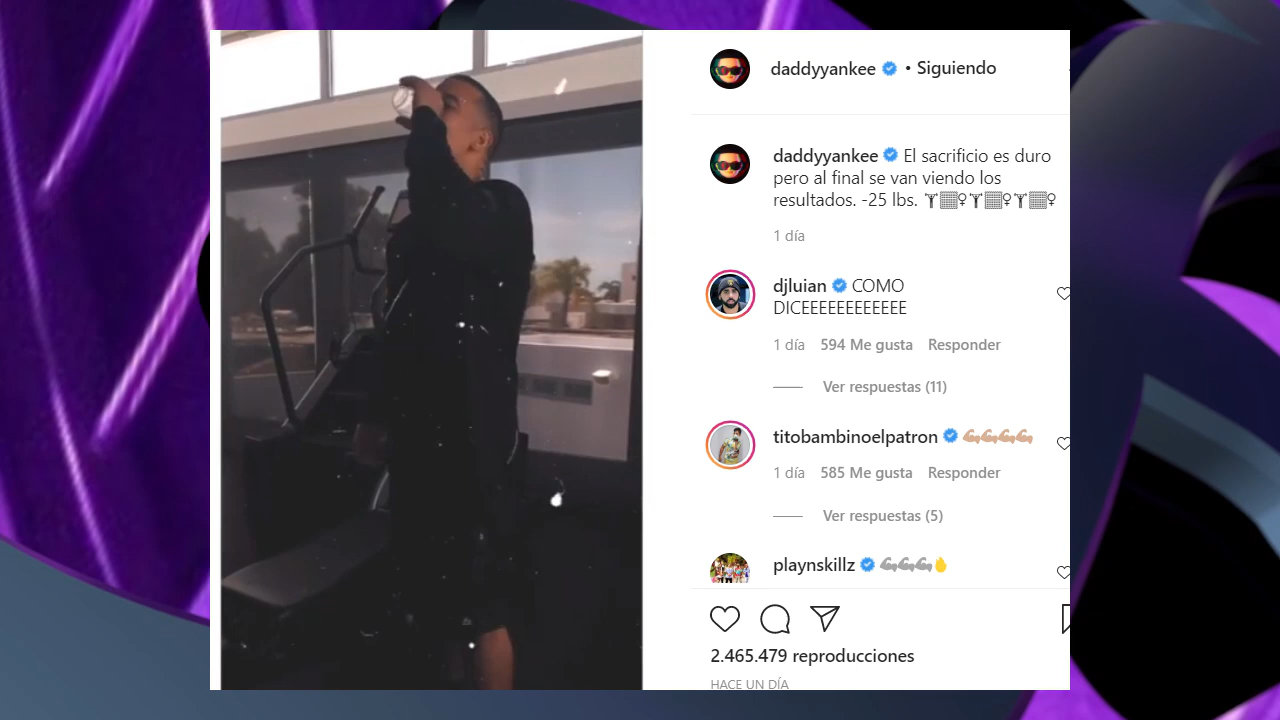 daddyyankee • Siguiendo
daddyyankee El sacrificio es duro
pero al final se van viendo los
resultados. -25 lbs.
1 día
djluian COMO
DICEEEEEEEEEEEE
1 día 594 Me gusta Responder
Ver respuestas (11)
titobambinoelpatron
1 día 585 Me gusta Responder
Ver respuestas (5)
playnskillz
2.465.479 reproducciones
HACE UN DÍA